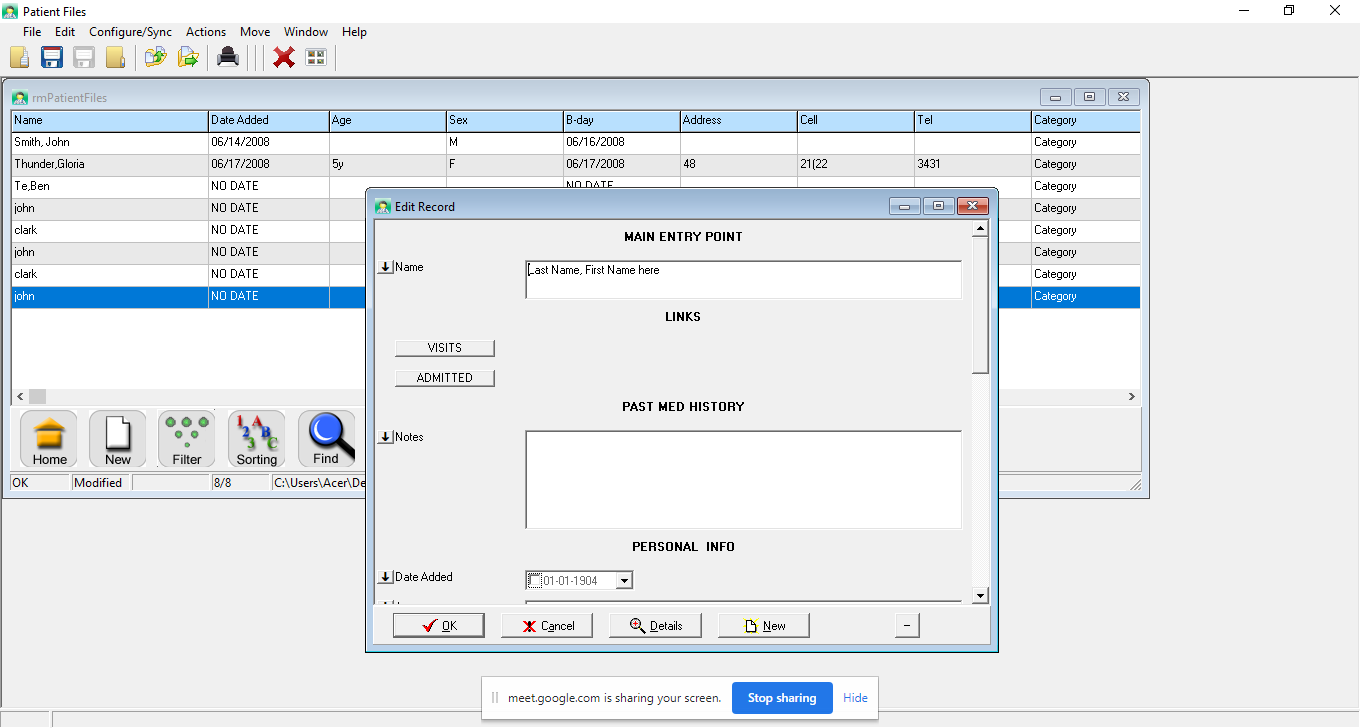 Patient Files
File Edit Configure/Sync Actions Move Window Help
rmPatientFiles
Name Date Added Age Sex B-day Address Cell Tel Category
Smith, John 06/14/2008 M 06/16/2008 Category
Thunder,Gloria 06/17/2008 5y F 06/17/2008 48 21(22 3431 Category
Te,Ben NO DATE NO DATE Category
john NO DATE Category
clark NO DATE Category
john NO DATE Category
clark NO DATE Category
john NO DATE Category
Home New Filter 1 2 3 A B C Sorting Find
OK Modified 8/8 C:\Users\Acer\De
Edit Record
MAIN ENTRY POINT
Name Last Name, First Name here
LINKS
VISITS
ADMITTED
PAST MED HISTORY
Notes
PERSONAL INFO
Date Added 01-01-1904
OK Cancel Details New
meet.google.com is sharing your screen. Stop sharing Hide